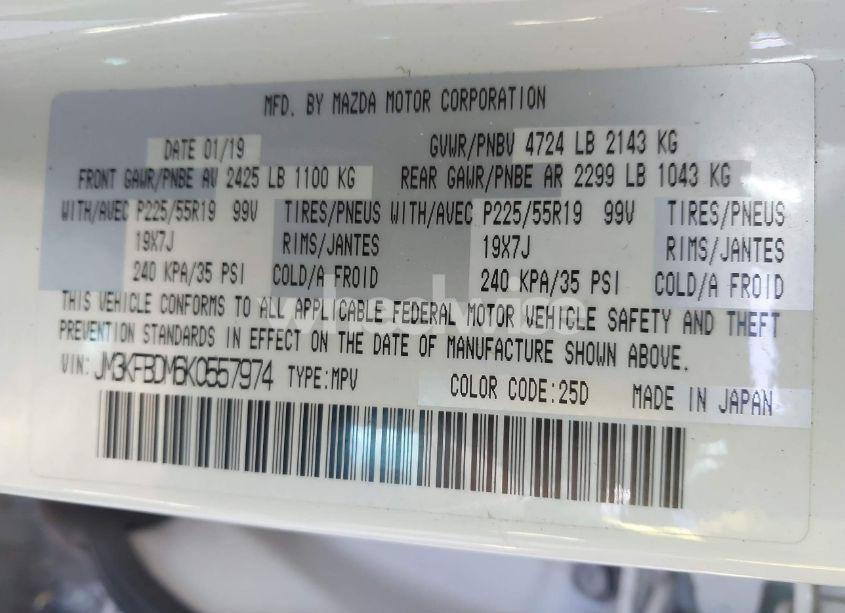 MFD. BY MAZDA MOTOR CORPORATION
DATE 01/19 GVWR/PNBV 4724 LB 2143 KG
FRONT GAWR/PNBE AV 2425 LB 1100 KG REAR GAWR/PNBE AR 2299 LB 1043 KG
WITH/AVEC P225/55R19 99V TIRES/PNEUS WITH/AVEC P225/55R19 99V TIRES/PNEUS
19X7J RIMS/JANTES 19X7J RIMS/JANTES
240 KPA/35 PSI COLD/A FROID 240 KPA/35 PSI COLD/A FROID
THIS VEHICLE CONFORMS TO ALL APPLICABLE FEDERAL MOTOR VEHICLE SAFETY AND THEFT
PREVENTION STANDARDS IN EFFECT ON THE DATE OF MANUFACTURE SHOWN ABOVE.
VIN: JM3KFBDM6K0557974 TYPE:MPV COLOR CODE:25D MADE IN JAPAN